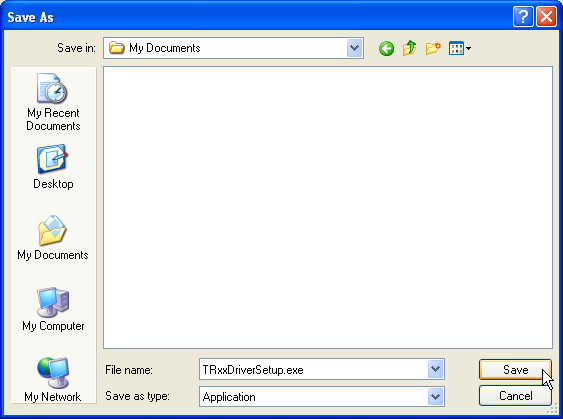 Save As
Save in:
My Documents
My Recent
Documents
Desktop
My Documents
My Computer
My Network
File name:
TRxxDriverSetup.exe
Save
Save as type:
Application
Cancel